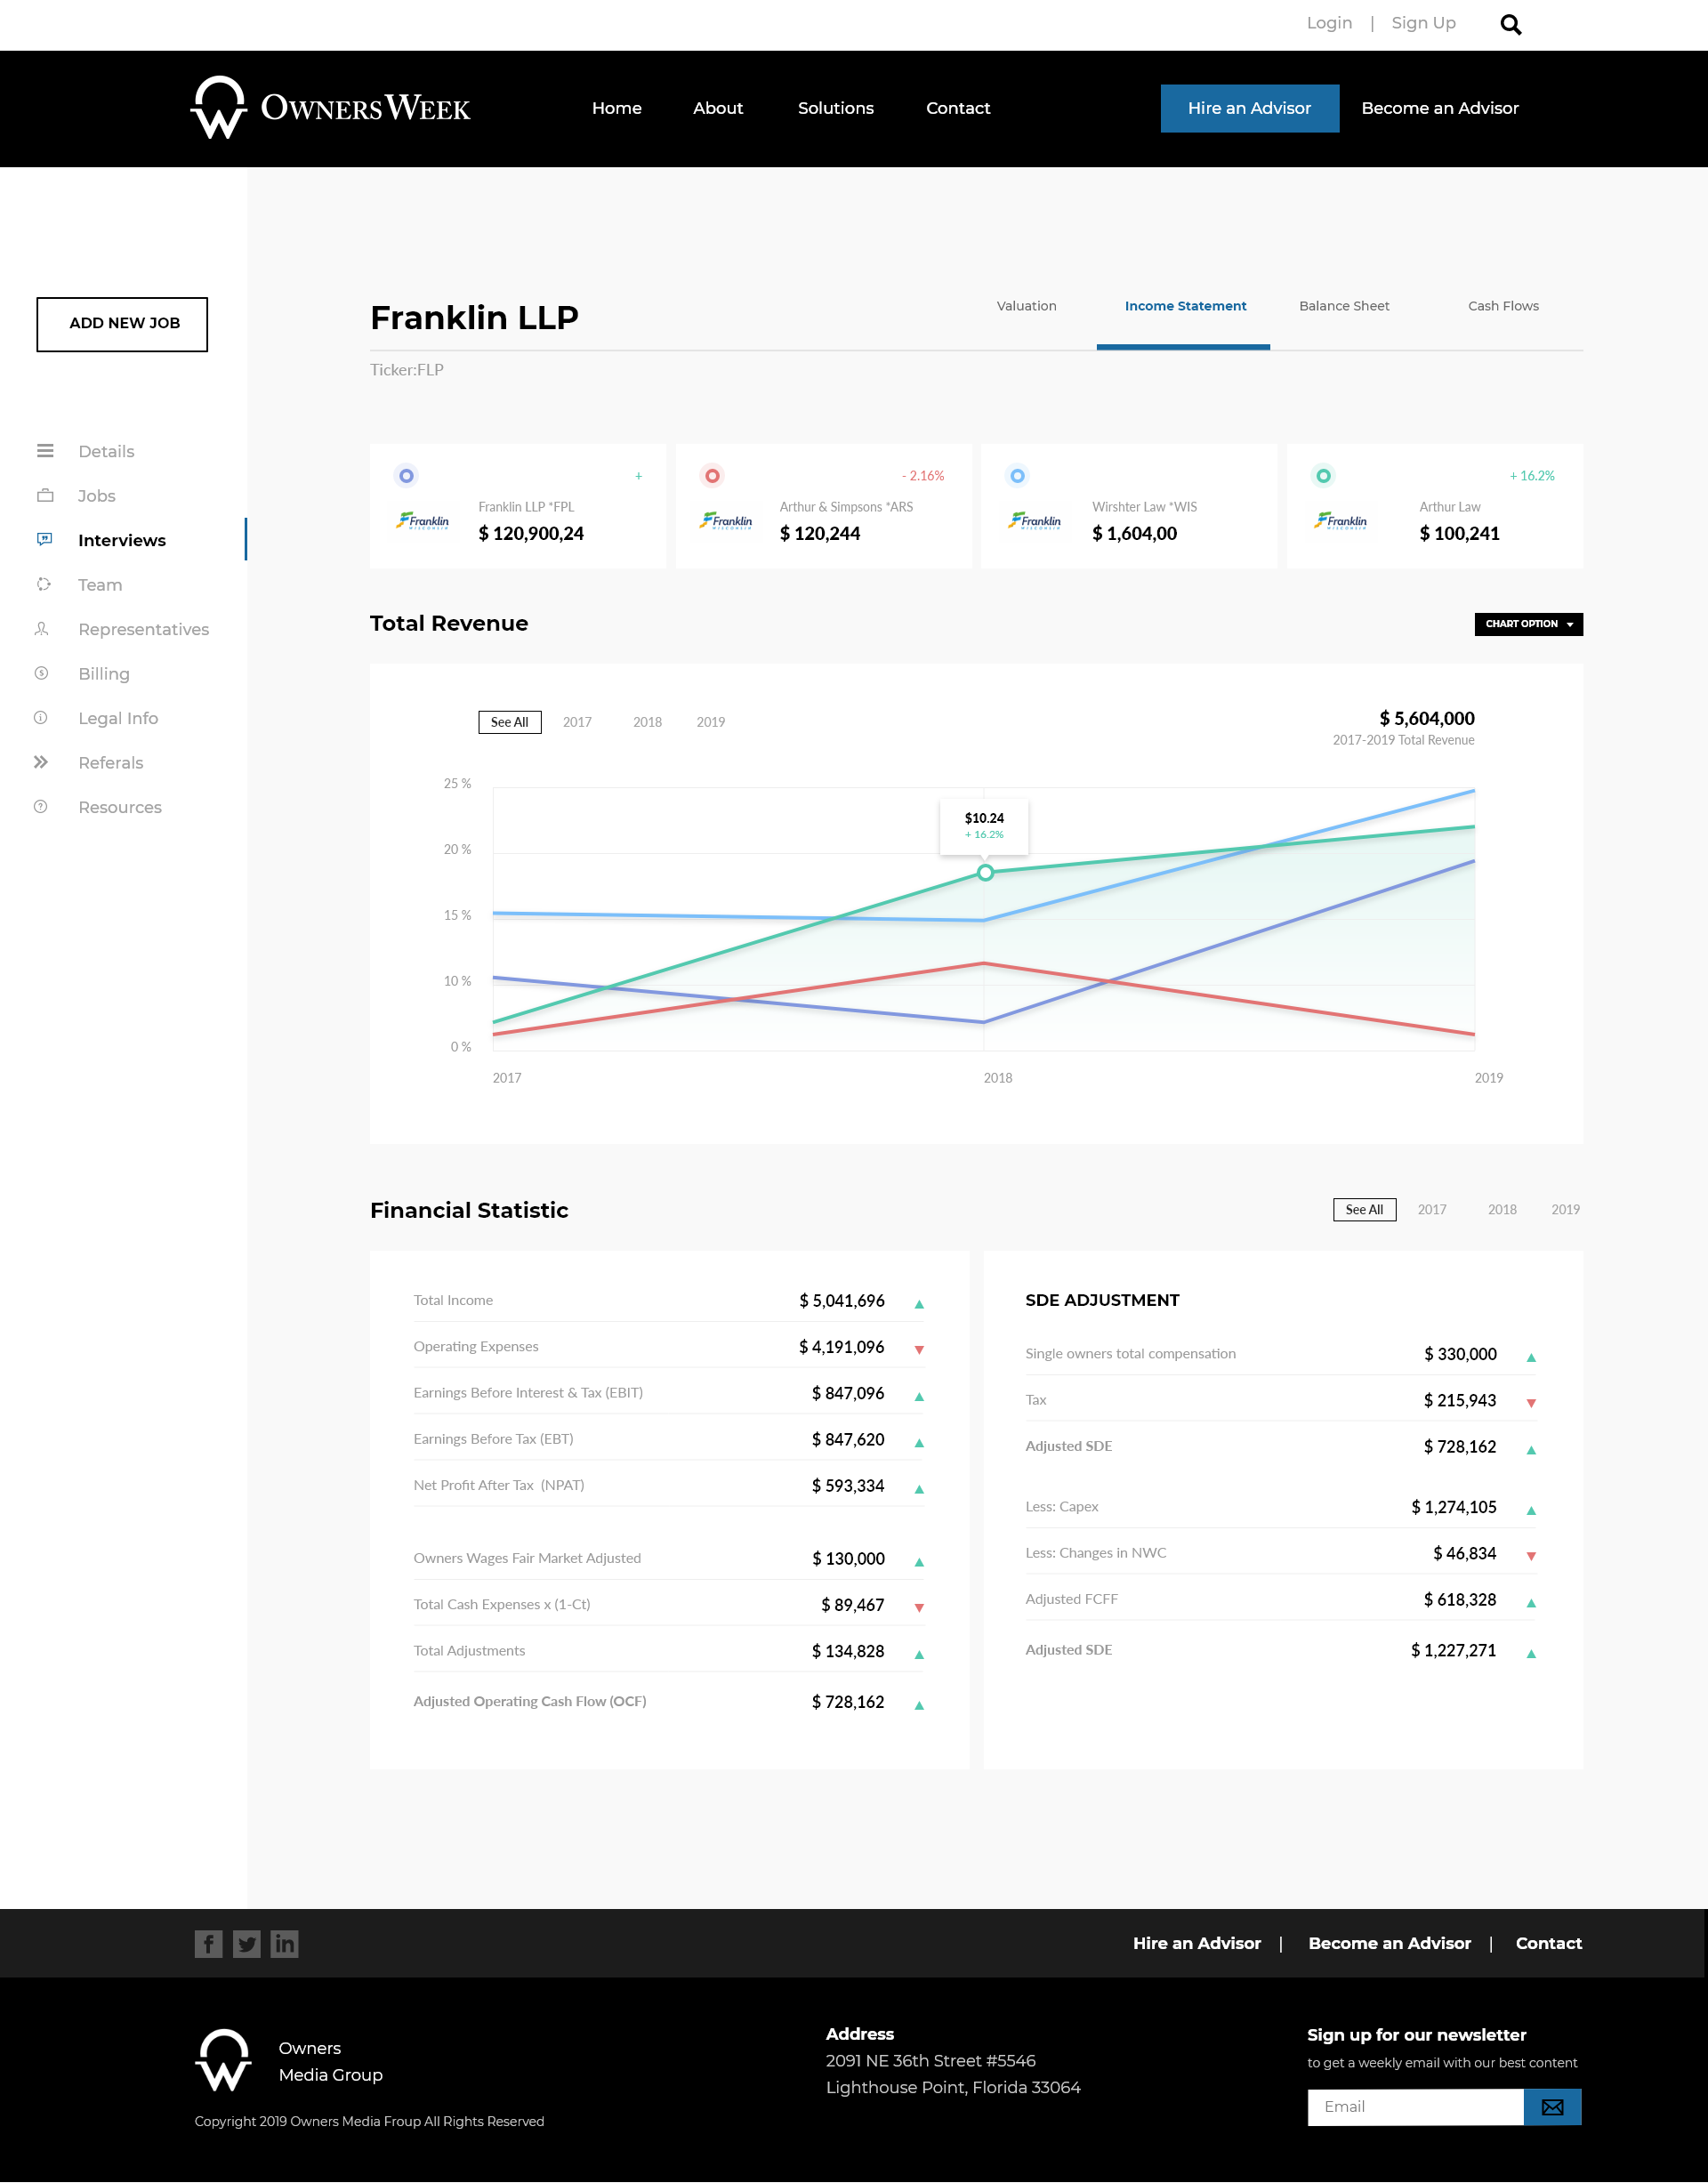 Login | Sign Up
OWNERSWEEK
Home About Solutions Contact Hire an Advisor Become an Advisor
ADD NEW JOB
Details
Jobs
Interviews
Team
Representatives
Billing
Legal Info
Referals
Resources
Franklin LLP
Valuation Income Statement Balance Sheet Cash Flows
Ticker:FLP
+
Franklin WISCONSIN
Franklin LLP *FPL
$ 120,900,24
- 2.16%
Franklin WISCONSIN
Arthur & Simpsons *ARS
$ 120,244
Franklin WISCONSIN
Wirshter Law *WIS
$ 1,604,00
+ 16.2%
Franklin WISCONSIN
Arthur Law
$ 100,241
Total Revenue
CHART OPTION
See All 2017 2018 2019
$ 5,604,000
2017-2019 Total Revenue
25 %
20 %
15 %
10 %
0 %
$10.24
+ 16.2%
2017 2018 2019
Financial Statistic
See All 2017 2018 2019
Total Income $ 5,041,696
Operating Expenses $ 4,191,096
Earnings Before Interest & Tax (EBIT) $ 847,096
Earnings Before Tax (EBT) $ 847,620
Net Profit After Tax (NPAT) $ 593,334
Owners Wages Fair Market Adjusted $ 130,000
Total Cash Expenses x (1-Ct) $ 89,467
Total Adjustments $ 134,828
Adjusted Operating Cash Flow (OCF) $ 728,162
SDE ADJUSTMENT
Single owners total compensation $ 330,000
Tax $ 215,943
Adjusted SDE $ 728,162
Less: Capex $ 1,274,105
Less: Changes in NWC $ 46,834
Adjusted FCFF $ 618,328
Adjusted SDE $ 1,227,271
Hire an Advisor | Become an Advisor | Contact
Owners
Media Group
Copyright 2019 Owners Media Froup All Rights Reserved
Address
2091 NE 36th Street #5546
Lighthouse Point, Florida 33064
Sign up for our newsletter
to get a weekly email with our best content
Email